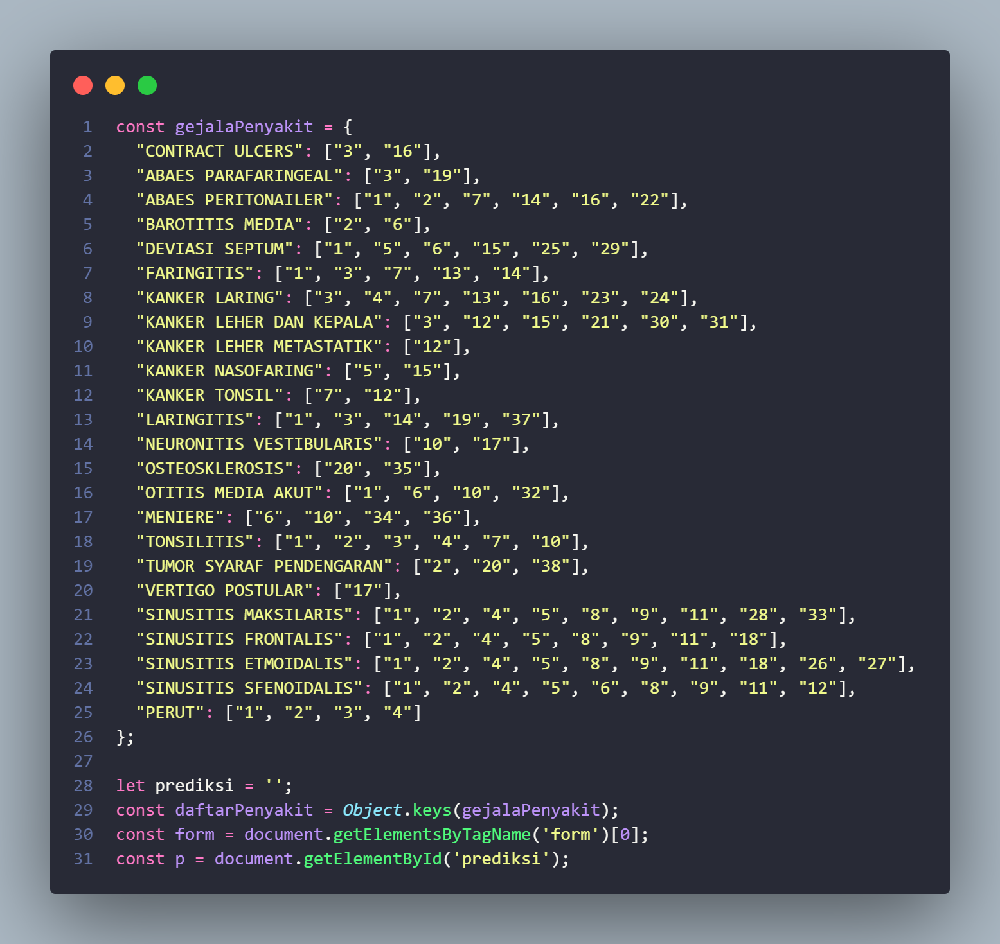 1 const gejalaPenyakit = {
2 "CONTRACT ULCERS": ["3", "16"],
3 "ABAES PARAFARINGEAL": ["3", "19"],
4 "ABAES PERITONAILER": ["1", "2", "7", "14", "16", "22"],
5 "BAROTITIS MEDIA": ["2", "6"],
6 "DEVIASI SEPTUM": ["1", "5", "6", "15", "25", "29"],
7 "FARINGITIS": ["1", "3", "7", "13", "14"],
8 "KANKER LARING": ["3", "4", "7", "13", "16", "23", "24"],
9 "KANKER LEHER DAN KEPALA": ["3", "12", "15", "21", "30", "31"],
10 "KANKER LEHER METASTATIK": ["12"],
11 "KANKER NASOFARING": ["5", "15"],
12 "KANKER TONSIL": ["7", "12"],
13 "LARINGITIS": ["1", "3", "14", "19", "37"],
14 "NEURONITIS VESTIBULARIS": ["10", "17"],
15 "OSTEOSKLEROSIS": ["20", "35"],
16 "OTITIS MEDIA AKUT": ["1", "6", "10", "32"],
17 "MENIERE": ["6", "10", "34", "36"],
18 "TONSILITIS": ["1", "2", "3", "4", "7", "10"],
19 "TUMOR SYARAF PENDENGARAN": ["2", "20", "38"],
20 "VERTIGO POSTULAR": ["17"],
21 "SINUSITIS MAKSILARIS": ["1", "2", "4", "5", "8", "9", "11", "28", "33"],
22 "SINUSITIS FRONTALIS": ["1", "2", "4", "5", "8", "9", "11", "18"],
23 "SINUSITIS ETMOIDALIS": ["1", "2", "4", "5", "8", "9", "11", "18", "26", "27"],
24 "SINUSITIS SFENOIDALIS": ["1", "2", "4", "5", "6", "8", "9", "11", "12"],
25 "PERUT": ["1", "2", "3", "4"]
26 };
27
28 let prediksi = '';
29 const daftarPenyakit = Object.keys(gejalaPenyakit);
30 const form = document.getElementsByTagName('form')[0];
31 const p = document.getElementById('prediksi');